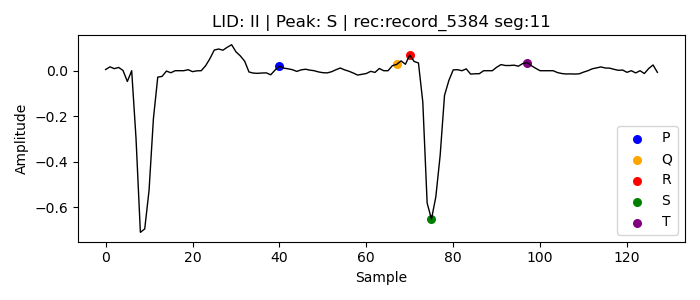 LID: II | Peak: S | rec:record_5384 seg:11
0.0
−0.2
−0.4
−0.6
Amplitude
0 20 40 60 80 100 120
Sample
P
Q
R
S
T